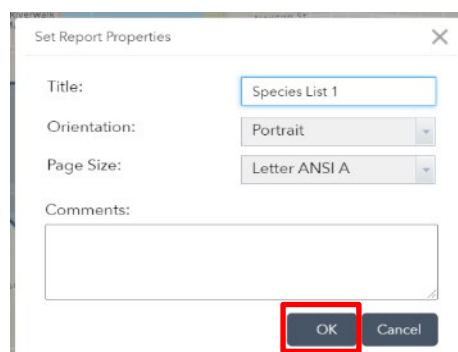 Set Report Properties
Title: Species List 1
Orientation: Portrait
Page Size: Letter ANSI A
Comments:
OK Cancel